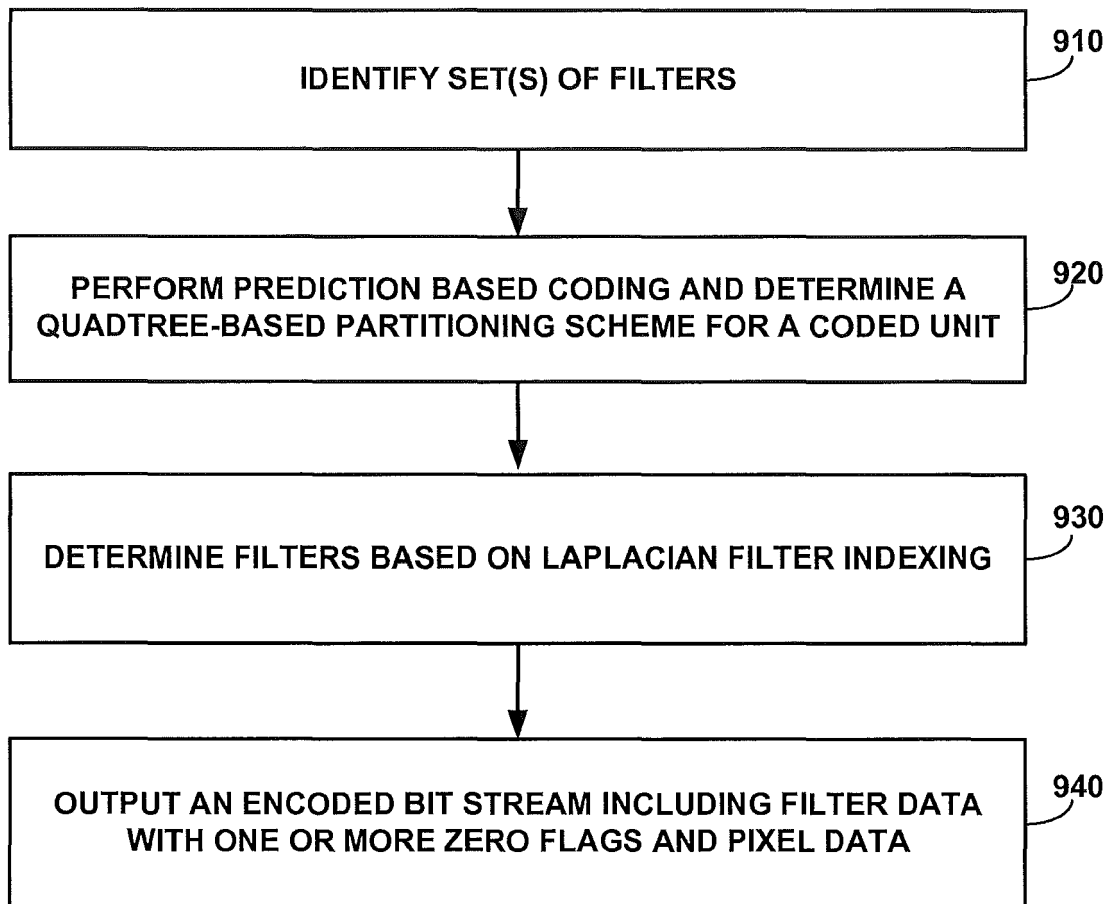 910
IDENTIFY SET(S) OF FILTERS
920
PERFORM PREDICTION BASED CODING AND DETERMINE A
QUADTREE-BASED PARTITIONING SCHEME FOR A CODED UNIT
930
DETERMINE FILTERS BASED ON LAPLACIAN FILTER INDEXING
940
OUTPUT AN ENCODED BIT STREAM INCLUDING FILTER DATA
WITH ONE OR MORE ZERO FLAGS AND PIXEL DATA